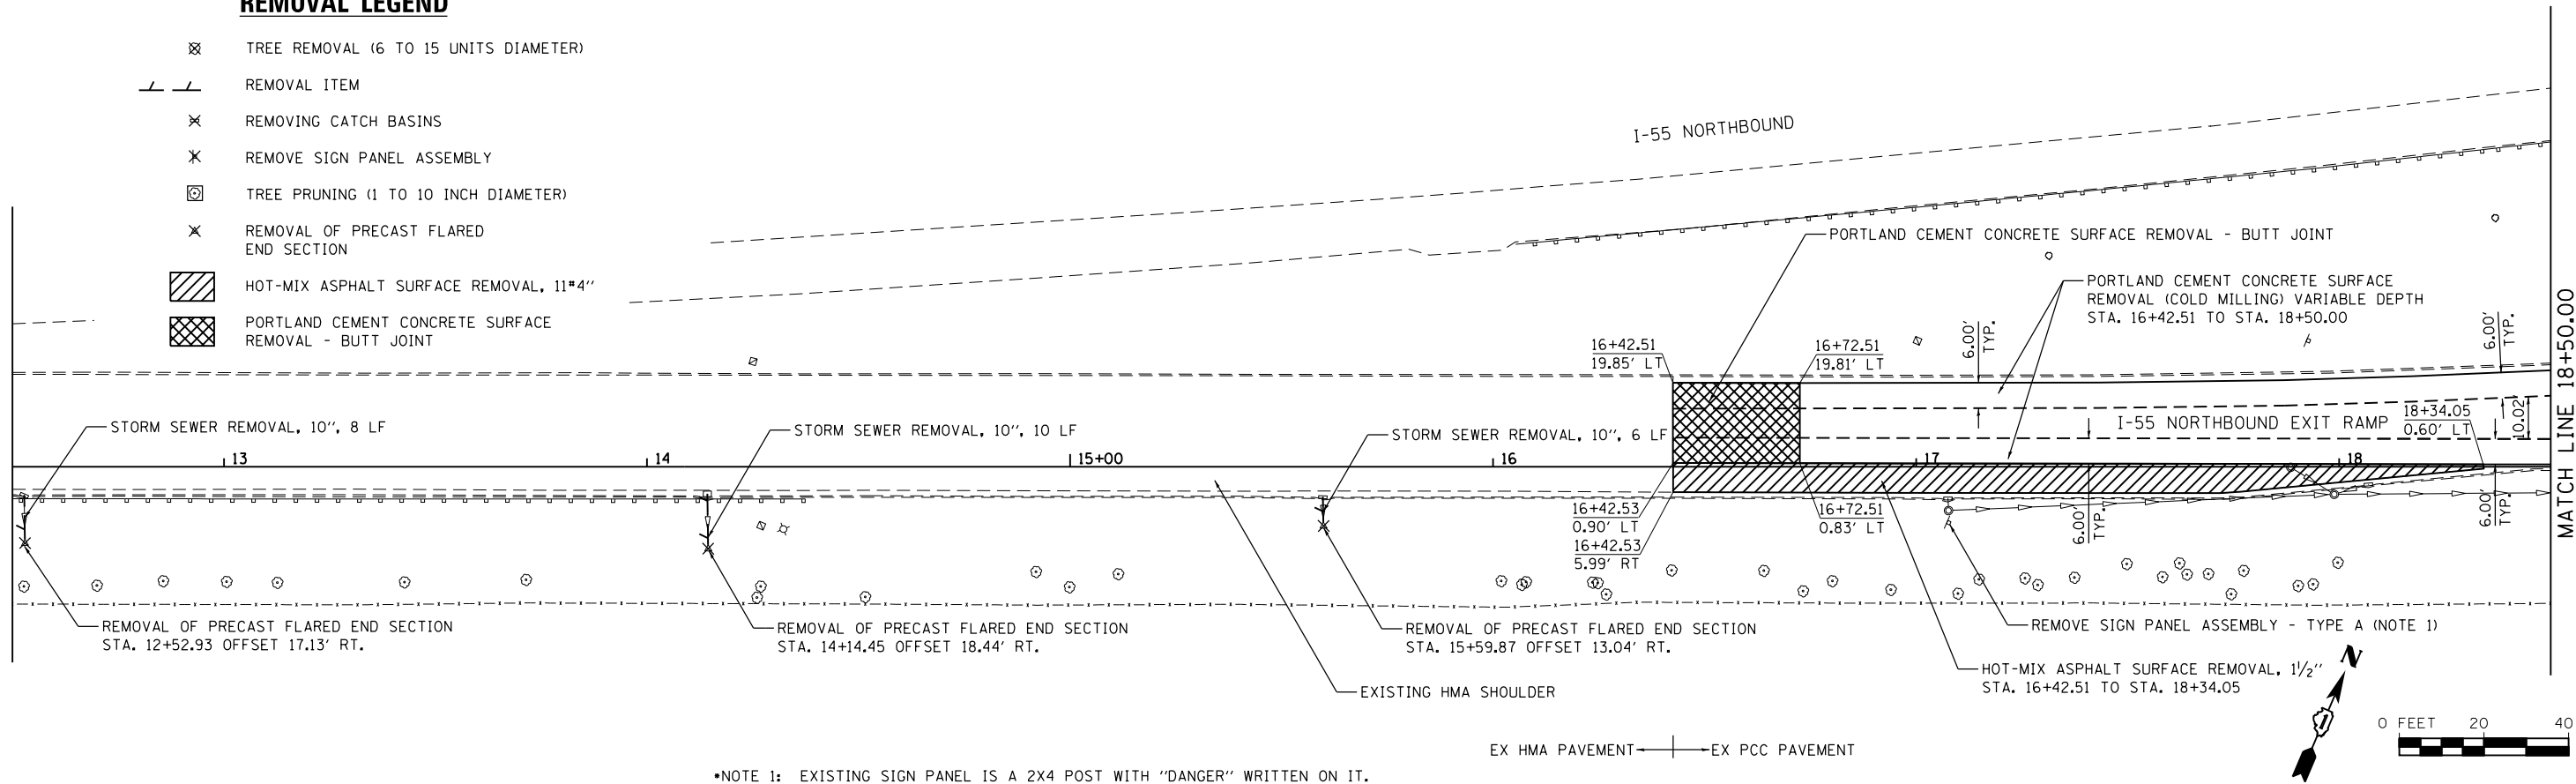 REMOVAL LEGEND
TREE REMOVAL (6 TO 15 UNITS DIAMETER)
REMOVAL ITEM
REMOVING CATCH BASINS
REMOVE SIGN PANEL ASSEMBLY
TREE PRUNING (1 TO 10 INCH DIAMETER)
REMOVAL OF PRECAST FLARED
END SECTION
HOT-MIX ASPHALT SURFACE REMOVAL, 11#4"
PORTLAND CEMENT CONCRETE SURFACE
REMOVAL - BUTT JOINT
I-55 NORTHBOUND
PORTLAND CEMENT CONCRETE SURFACE REMOVAL - BUTT JOINT
PORTLAND CEMENT CONCRETE SURFACE
REMOVAL (COLD MILLING) VARIABLE DEPTH
STA. 16+42.51 TO STA. 18+50.00
16+42.51
19.85' LT
16+72.51
19.81' LT
6.00'
TYP.
6.00'
TYP.
MATCH LINE 18+50.00
STORM SEWER REMOVAL, 10", 8 LF
STORM SEWER REMOVAL, 10", 10 LF
STORM SEWER REMOVAL, 10", 6 LF
I-55 NORTHBOUND EXIT RAMP
18+34.05
0.60' LT
10.02
13
14
15+00
16
17
18
16+42.53
0.90' LT
16+42.53
5.99' RT
16+72.51
0.83' LT
6.00'
TYP.
6.00'
TYP.
REMOVAL OF PRECAST FLARED END SECTION
STA. 12+52.93 OFFSET 17.13' RT.
REMOVAL OF PRECAST FLARED END SECTION
STA. 14+14.45 OFFSET 18.44' RT.
REMOVAL OF PRECAST FLARED END SECTION
STA. 15+59.87 OFFSET 13.04' RT.
REMOVE SIGN PANEL ASSEMBLY - TYPE A (NOTE 1)
HOT-MIX ASPHALT SURFACE REMOVAL, 1 1/2"
STA. 16+42.51 TO STA. 18+34.05
EXISTING HMA SHOULDER
N
0 FEET 20 40
EX HMA PAVEMENT EX PCC PAVEMENT
*NOTE 1: EXISTING SIGN PANEL IS A 2X4 POST WITH "DANGER" WRITTEN ON IT.